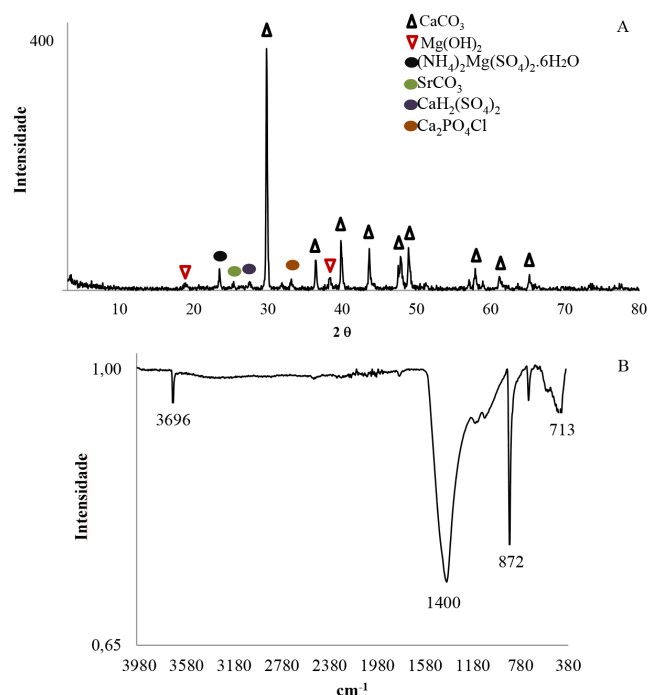 A
400
CaCO₃
Mg(OH)₂
(NH₄)₂Mg(SO₄)₂.6H2O
SrCO₃
CaH₂(SO₄)₂
Ca₂PO₄Cl
Intensidade
10 20 30 40 50 60 70 80
2 θ
B
1,00
3696
713
872
1400
Intensidade
0,65
3980 3580 3180 2780 2380 1980 1580 1180 780 380
cm⁻¹